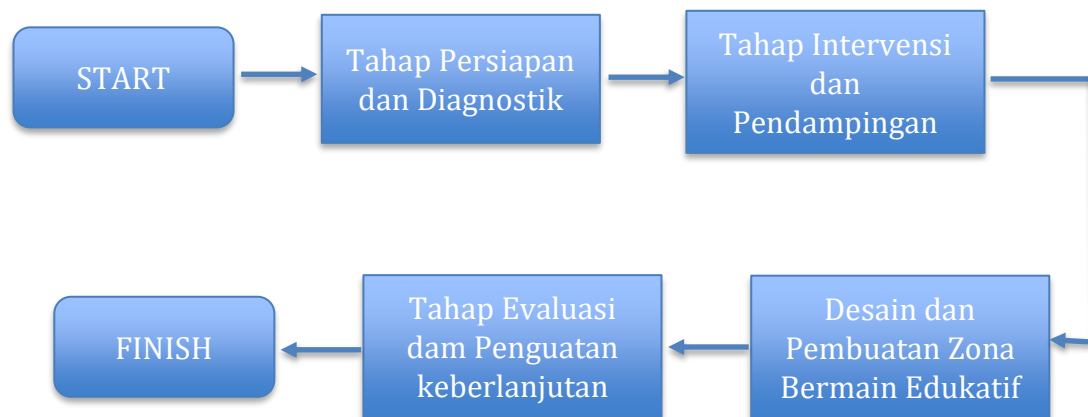 START
Tahap Persiapan
dan Diagnostik
Tahap Intervensi
dan
Pendampingan
Desain dan
Pembuatan Zona
Bermain Edukatif
Tahap Evaluasi
dam Penguatan
keberlanjutan
FINISH